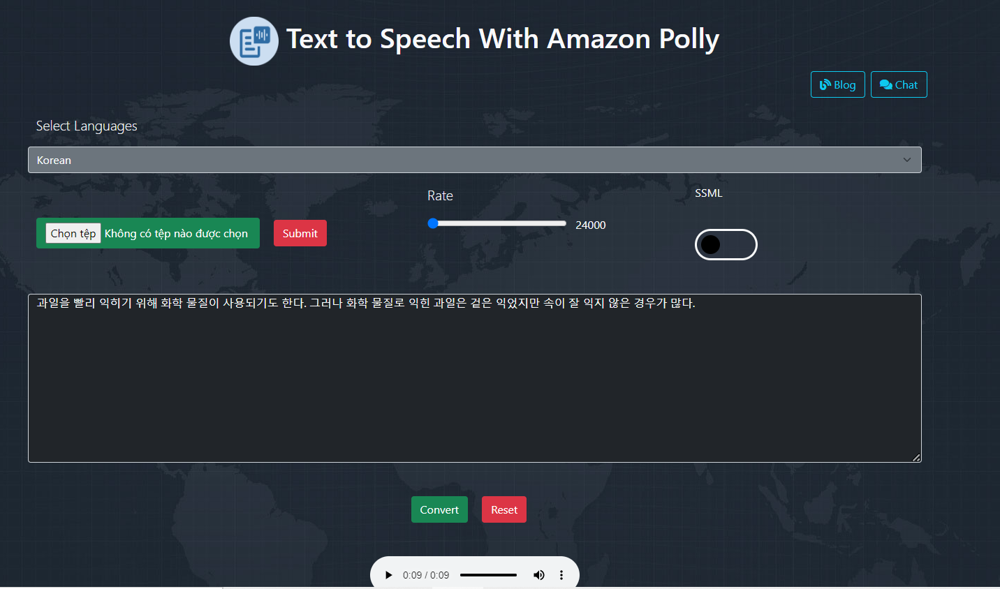 Text to Speech With Amazon Polly
Blog
Chat
Select Languages
Korean
Rate
SSML
Chọn tệp Không có tệp nào được chọn
Submit
24000
과일을 빨리 익히기 위해 화학 물질이 사용되기도 한다. 그러나 화학 물질로 익힌 과일은 겉은 익었지만 속이 잘 익지 않은 경우가 많다.
Convert
Reset
0:09 / 0:09